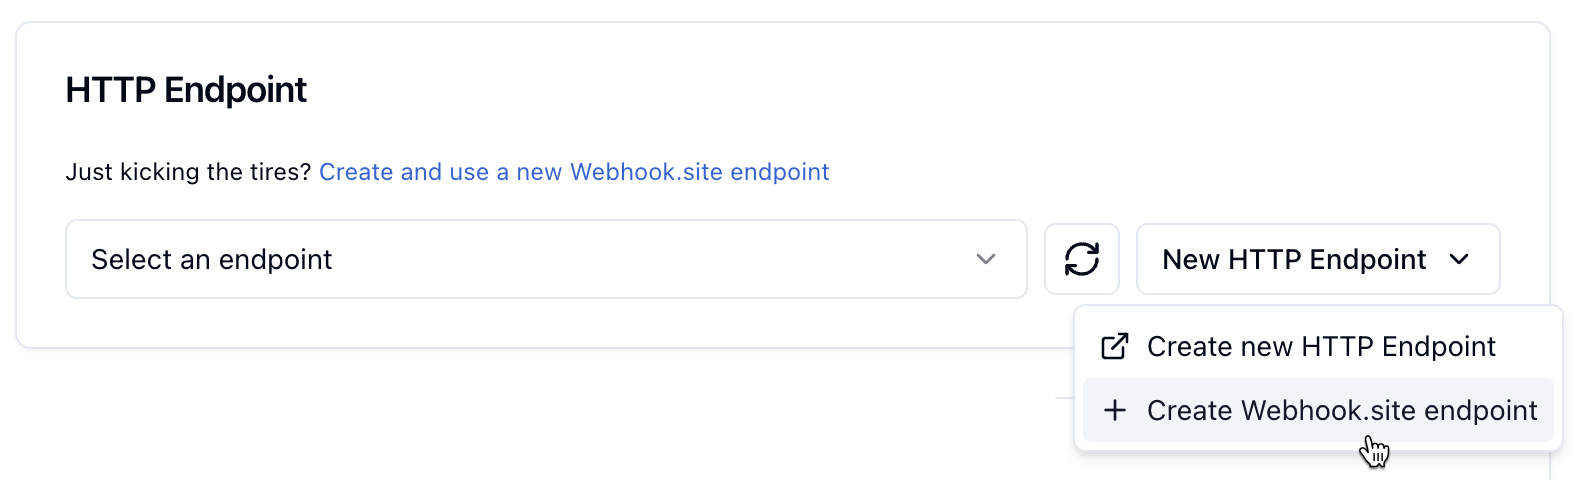 HTTP Endpoint
Just kicking the tires? Create and use a new Webhook.site endpoint
Select an endpoint
New HTTP Endpoint
Create new HTTP Endpoint
Create Webhook.site endpoint